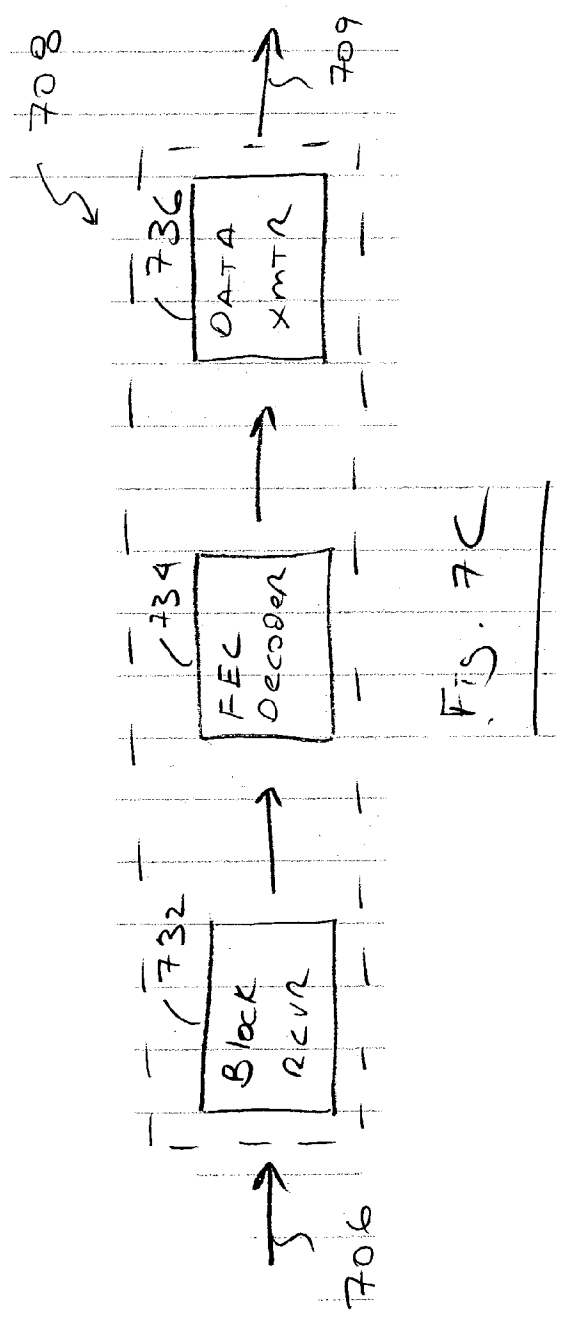 708
706
732
Block
RCVR
734
FEC
Decoder
736
DATA
XMTR
709
Fig. 7C